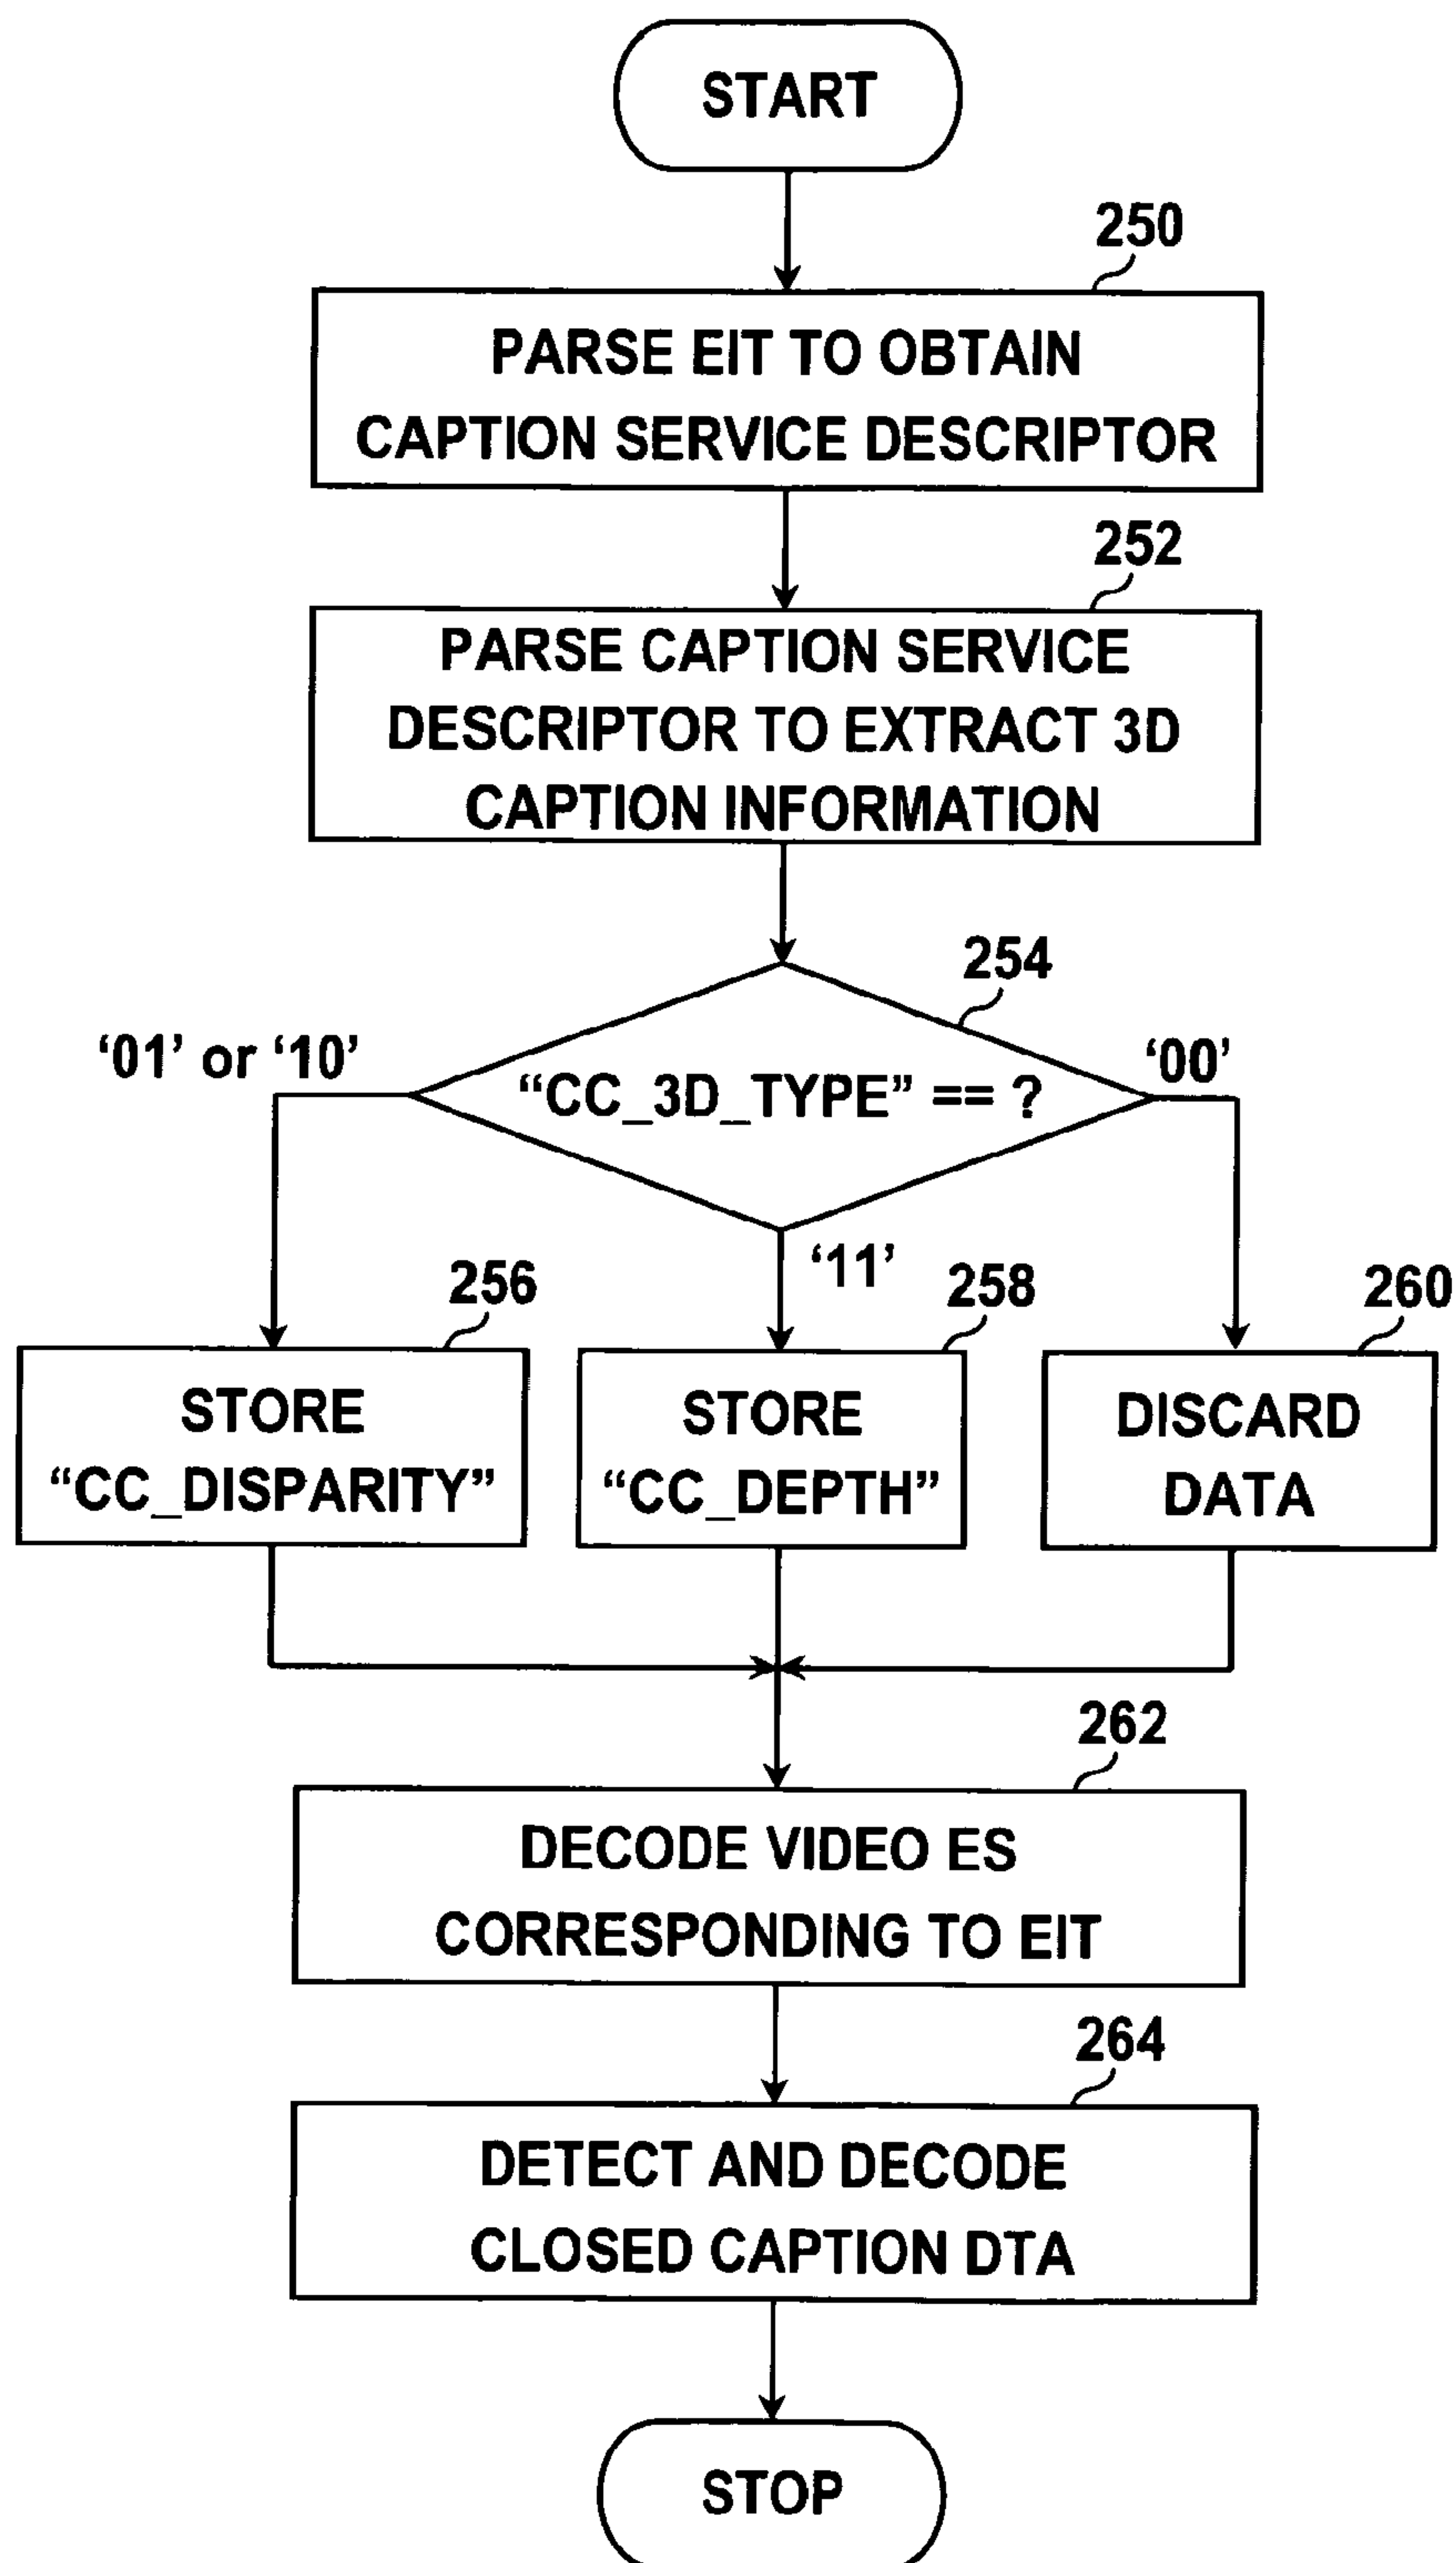 START
250
PARSE EIT TO OBTAIN
CAPTION SERVICE DESCRIPTOR
252
PARSE CAPTION SERVICE
DESCRIPTOR TO EXTRACT 3D
CAPTION INFORMATION
254
‘01’ or ‘10’
“CC_3D_TYPE” == ?
‘00’
‘11’
256
STORE
“CC_DISPARITY”
258
STORE
“CC_DEPTH”
260
DISCARD
DATA
262
DECODE VIDEO ES
CORRESPONDING TO EIT
264
DETECT AND DECODE
CLOSED CAPTION DTA
STOP